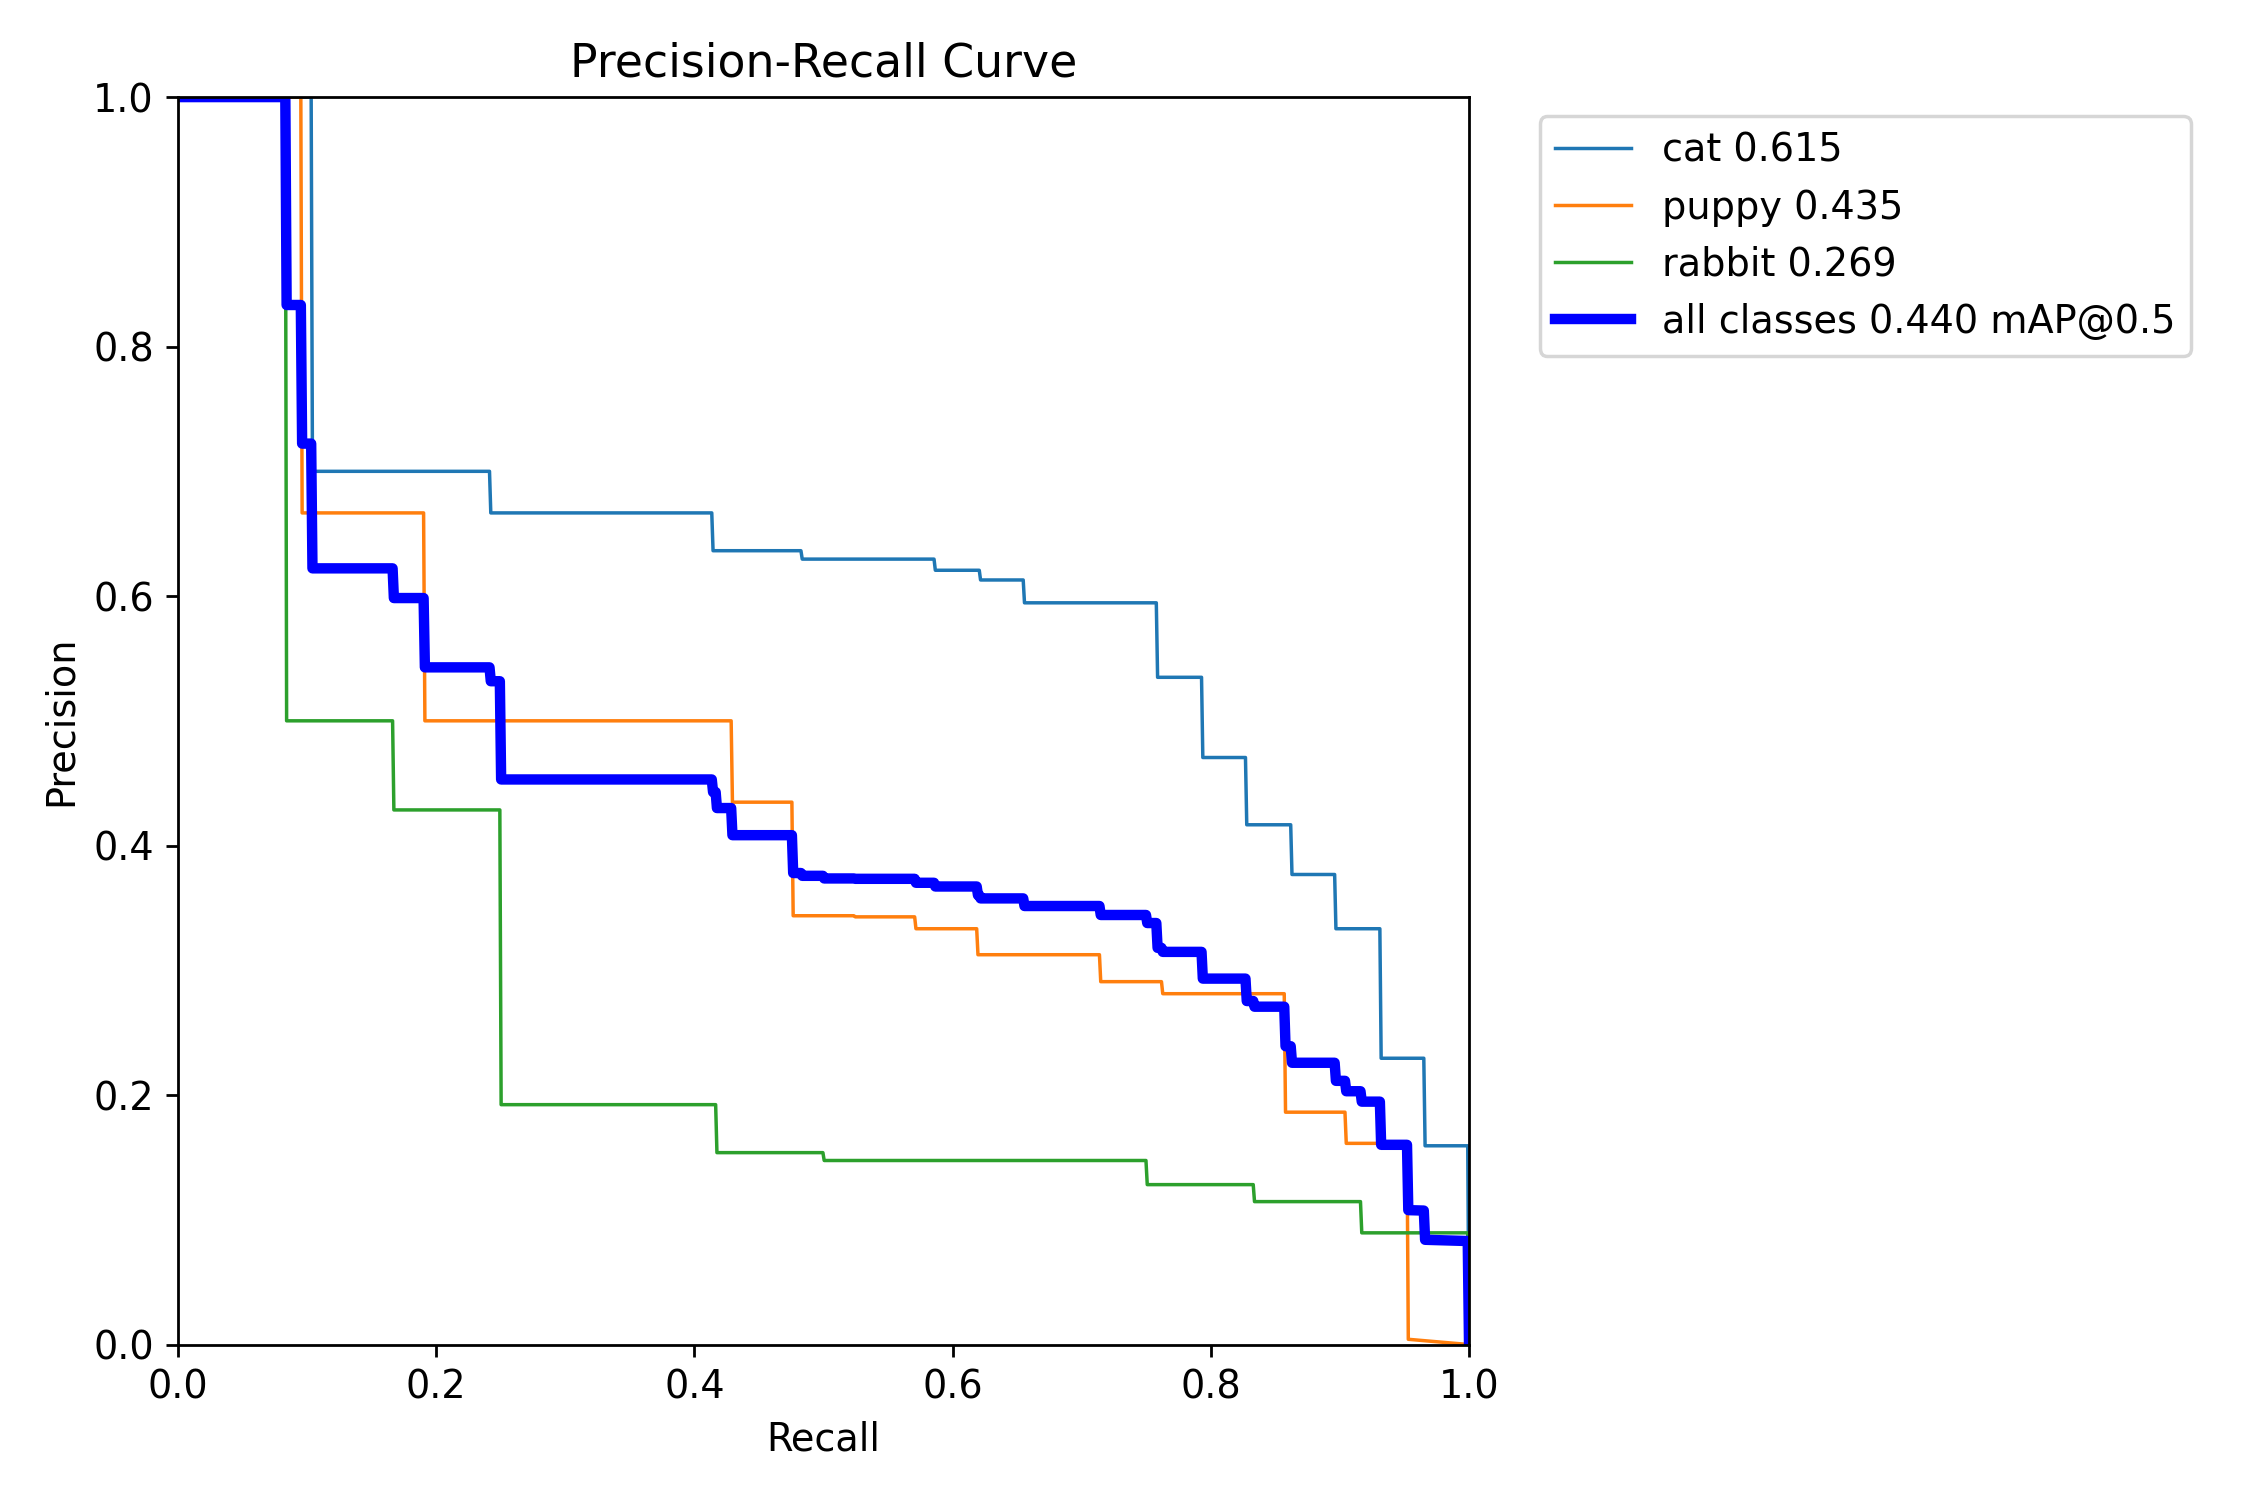 Precision-Recall Curve
1.0
0.8
0.6
0.4
0.2
0.0
Precision
0.0 0.2 0.4 0.6 0.8 1.0
Recall
cat 0.615
puppy 0.435
rabbit 0.269
all classes 0.440 mAP@0.5